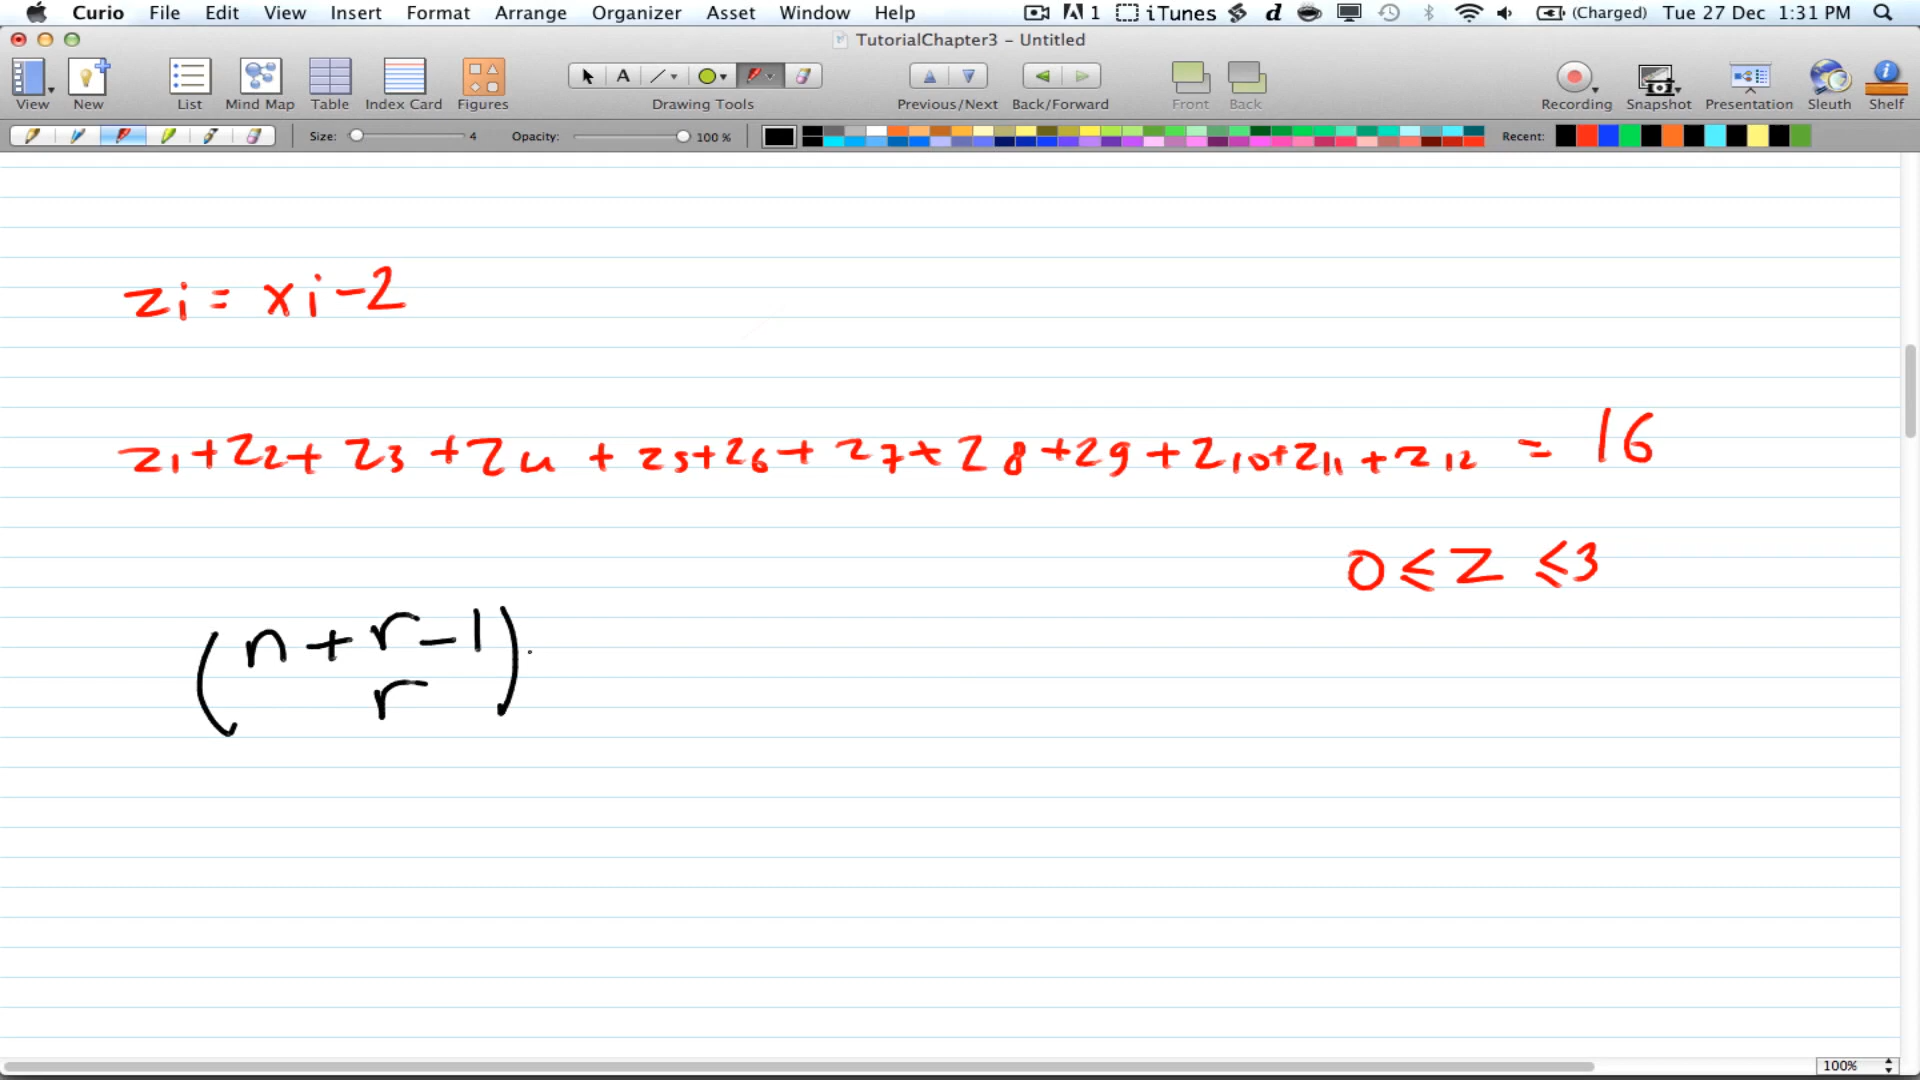 Curio File Edit View Insert Format Arrange Organizer Asset Window Help 1 iTunes d (Charged) Tue 27 Dec 1:31 PM
TutorialChapter3 – Untitled
View New List Mind Map Table Index Card Figures A Drawing Tools Previous/Next Back/Forward Front Back Recording Snapshot Presentation Sleuth Shelf
Size: 4 Opacity: 100 % Recent:
zi = xi - 2
z1 + z2 + z3 + z4 + z5 + z6 + z7 + z8 + z9 + z10 + z11 + z12 = 16
0 ≤ z ≤ 3
(n + r - 1)
r
100%